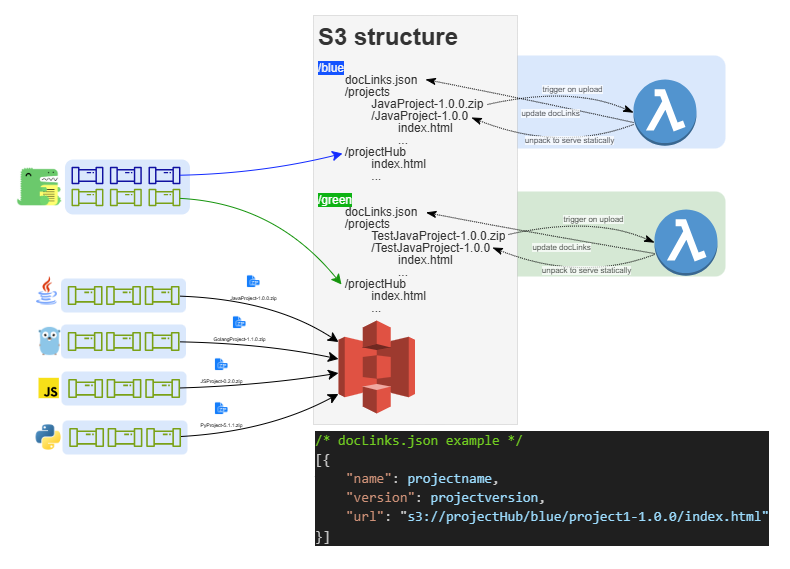 S3 structure
/blue
docLinks.json
/projects
JavaProject-1.0.0.zip
/JavaProject-1.0.0
index.html
...
/projectHub
index.html
...
trigger on upload
update docLinks
unpack to serve statically
/green
docLinks.json
/projects
TestJavaProject-1.0.0.zip
/TestJavaProject-1.0.0
index.html
...
/projectHub
index.html
...
trigger on upload
update docLinks
unpack to serve statically
JavaProject-1.0.0.zip
GolangProject-1.1.0.zip
JS
JSProject-0.2.0.zip
PyProject-5.1.1.zip
/* docLinks.json example */
[{
"name": projectname,
"version": projectversion,
"url": "s3://projectHub/blue/project1-1.0.0/index.html"
}]